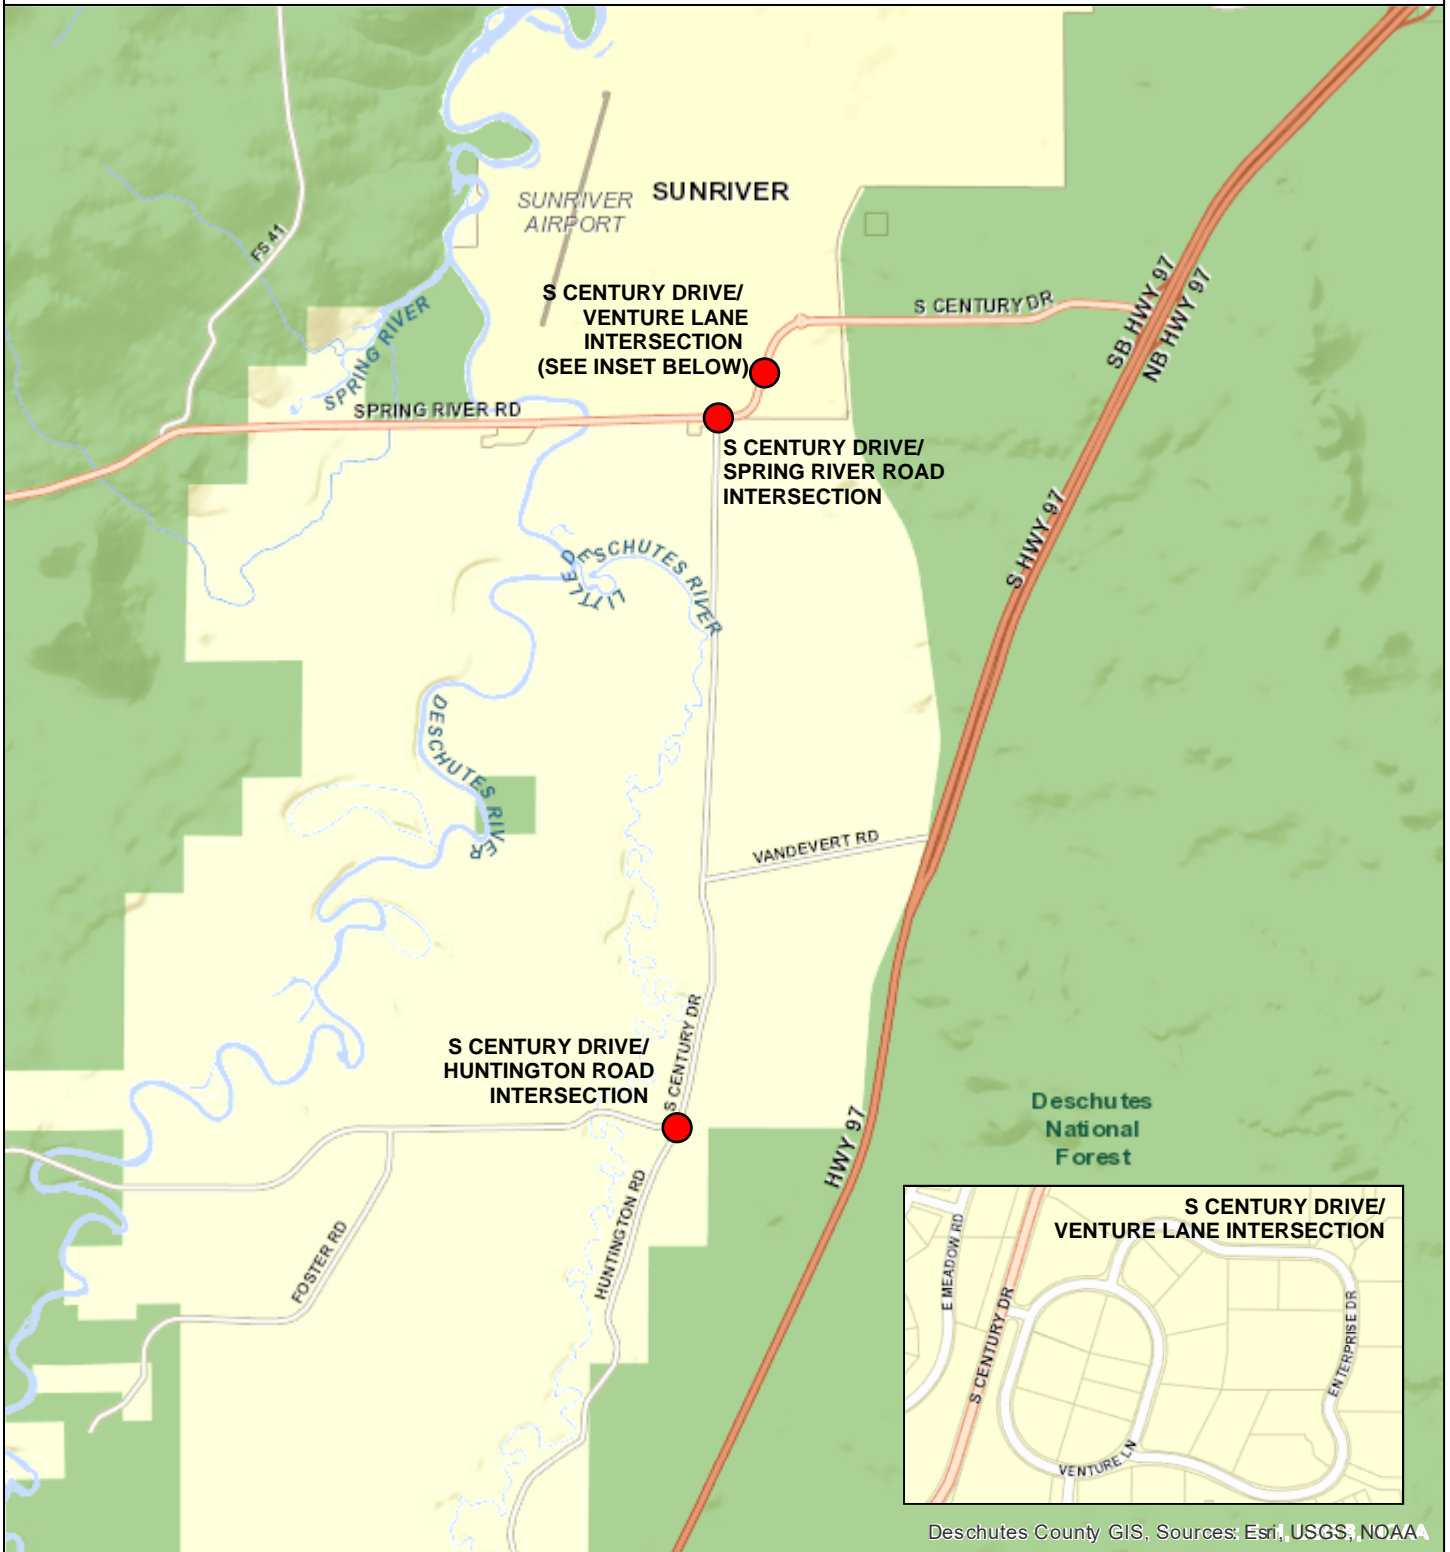 SUNRIVER
SUNRIVER
AIRPORT
FS 41
SPRING RIVER
S CENTURY DRIVE/
VENTURE LANE
INTERSECTION
(SEE INSET BELOW)
S CENTURY DR
SB HWY 97
NB HWY 97
SPRING RIVER RD
S CENTURY DRIVE/
SPRING RIVER ROAD
INTERSECTION
S HWY 97
LITTLE DESCHUTES RIVER
DESCHUTES RIVER
VANDEVERT RD
S CENTURY DR
S CENTURY DRIVE/
HUNTINGTON ROAD
INTERSECTION
HWY 97
Deschutes
National
Forest
HUNTINGTON RD
FOSTER RD
S CENTURY DRIVE/
VENTURE LANE INTERSECTION
E MEADOW RD
S CENTURY DR
ENTERPRISE DR
VENTURE LN
Deschutes County GIS, Sources: Esri, USGS, NOAA